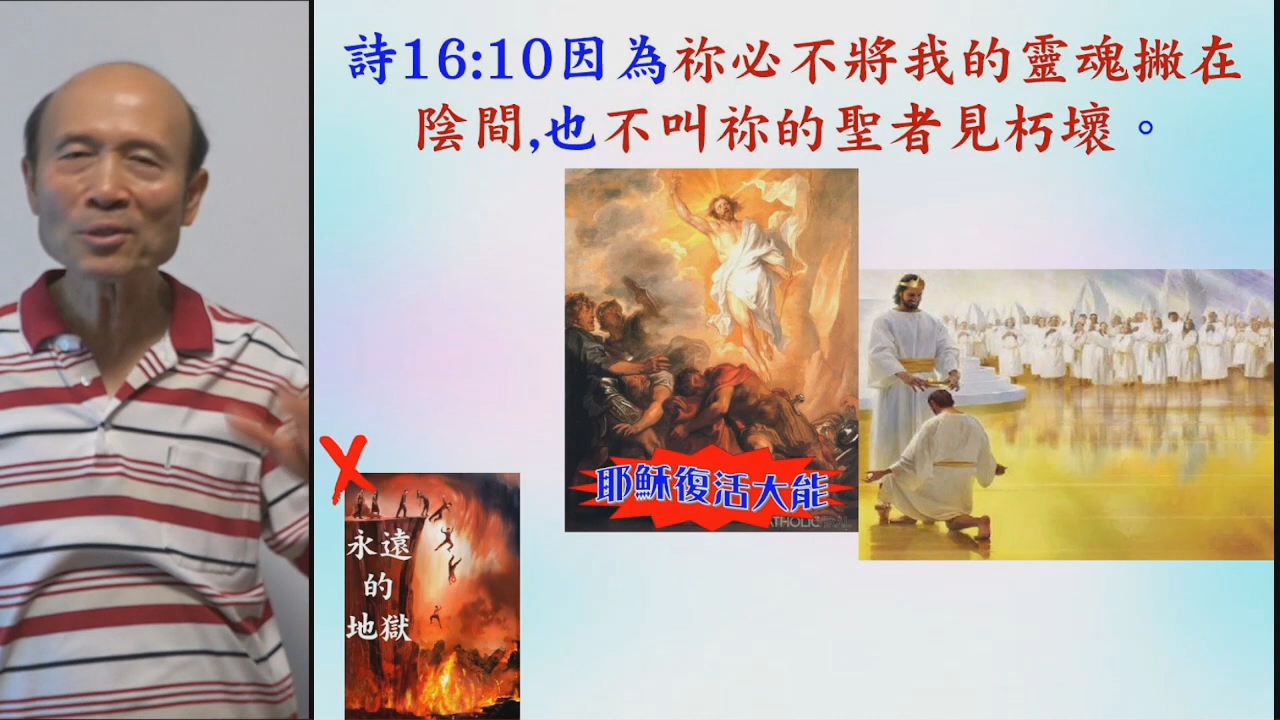 詩16:10因為祢必不將我的靈魂撇在
陰間,也不叫祢的聖者見朽壞。
耶穌復活大能
永遠
的
地獄